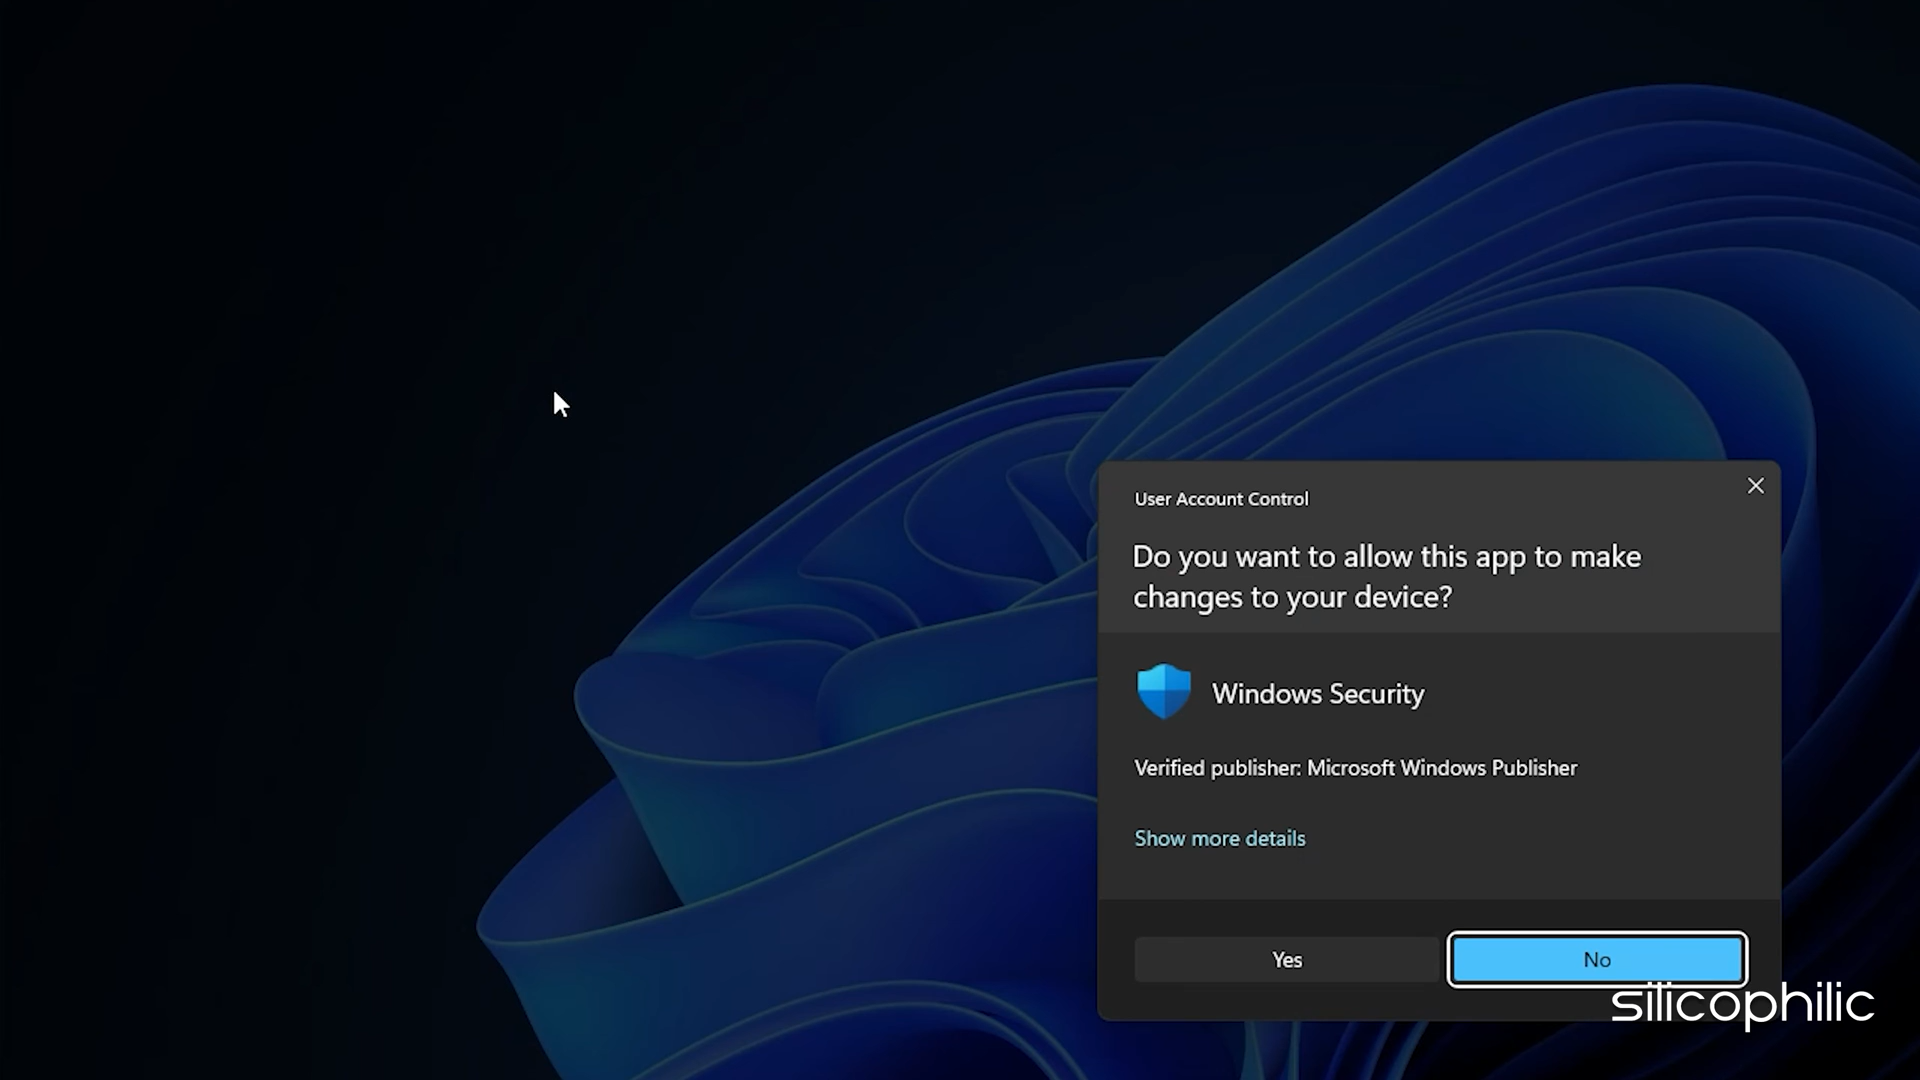 User Account Control
Do you want to allow this app to make
changes to your device?
Windows Security
Verified publisher: Microsoft Windows Publisher
Show more details
Yes
No
silicophilic